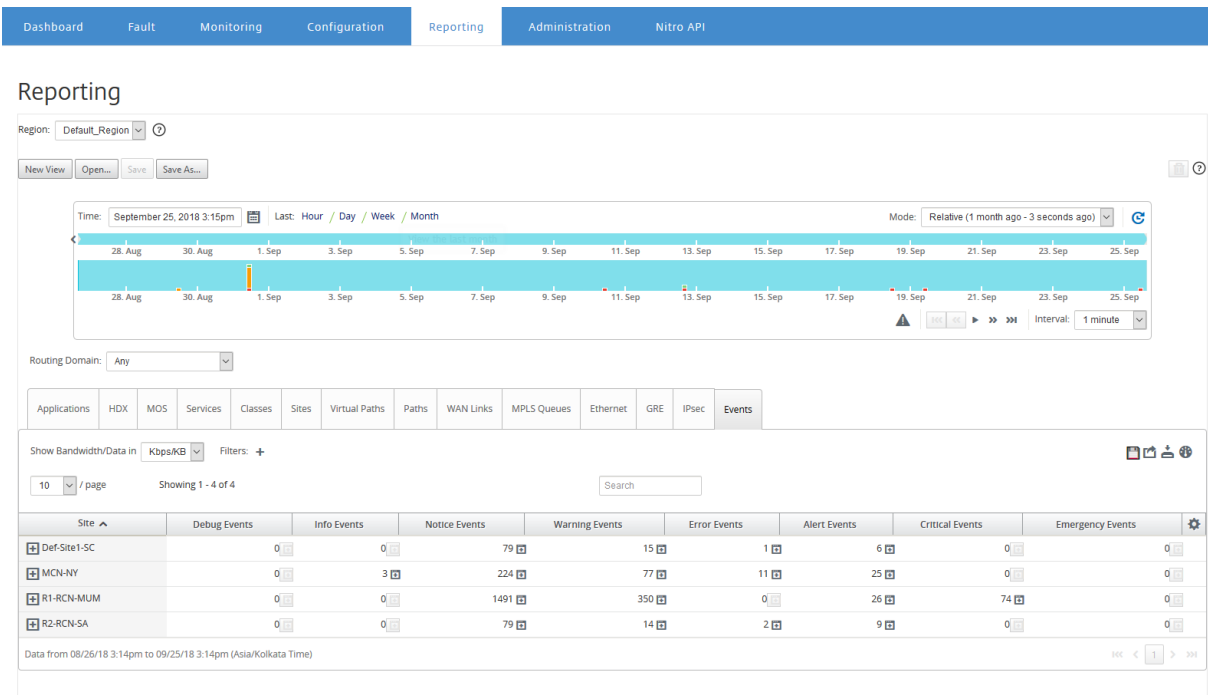 Dashboard Fault Monitoring Configuration Reporting Administration Nitro API
Reporting
Region: Default_Region ?
New View Open... Save Save As... ?
Time: September 25, 2018 3:15pm Last: Hour / Day / Week / Month Mode: Relative (1 month ago - 3 seconds ago)
28. Aug 30. Aug 1. Sep 3. Sep 5. Sep 7. Sep 9. Sep 11. Sep 13. Sep 15. Sep 17. Sep 19. Sep 21. Sep 23. Sep 25. Sep
28. Aug 30. Aug 1. Sep 3. Sep 5. Sep 7. Sep 9. Sep 11. Sep 13. Sep 15. Sep 17. Sep 19. Sep 21. Sep 23. Sep 25. Sep
Interval: 1 minute
Routing Domain: Any
Applications HDX MOS Services Classes Sites Virtual Paths Paths WAN Links MPLS Queues Ethernet GRE IPsec Events
Show Bandwidth/Data in Kbps/KB Filters: +
10 / page Showing 1 - 4 of 4 Search
Site Debug Events Info Events Notice Events Warning Events Error Events Alert Events Critical Events Emergency Events
Def-Site1-SC 0 0 79 15 1 6 0 0
MCN-NY 0 3 224 77 11 25 0 0
R1-RCN-MUM 0 0 1491 350 0 26 74 0
R2-RCN-SA 0 0 79 14 2 9 0 0
Data from 08/26/18 3:14pm to 09/25/18 3:14pm (Asia/Kolkata Time) 1